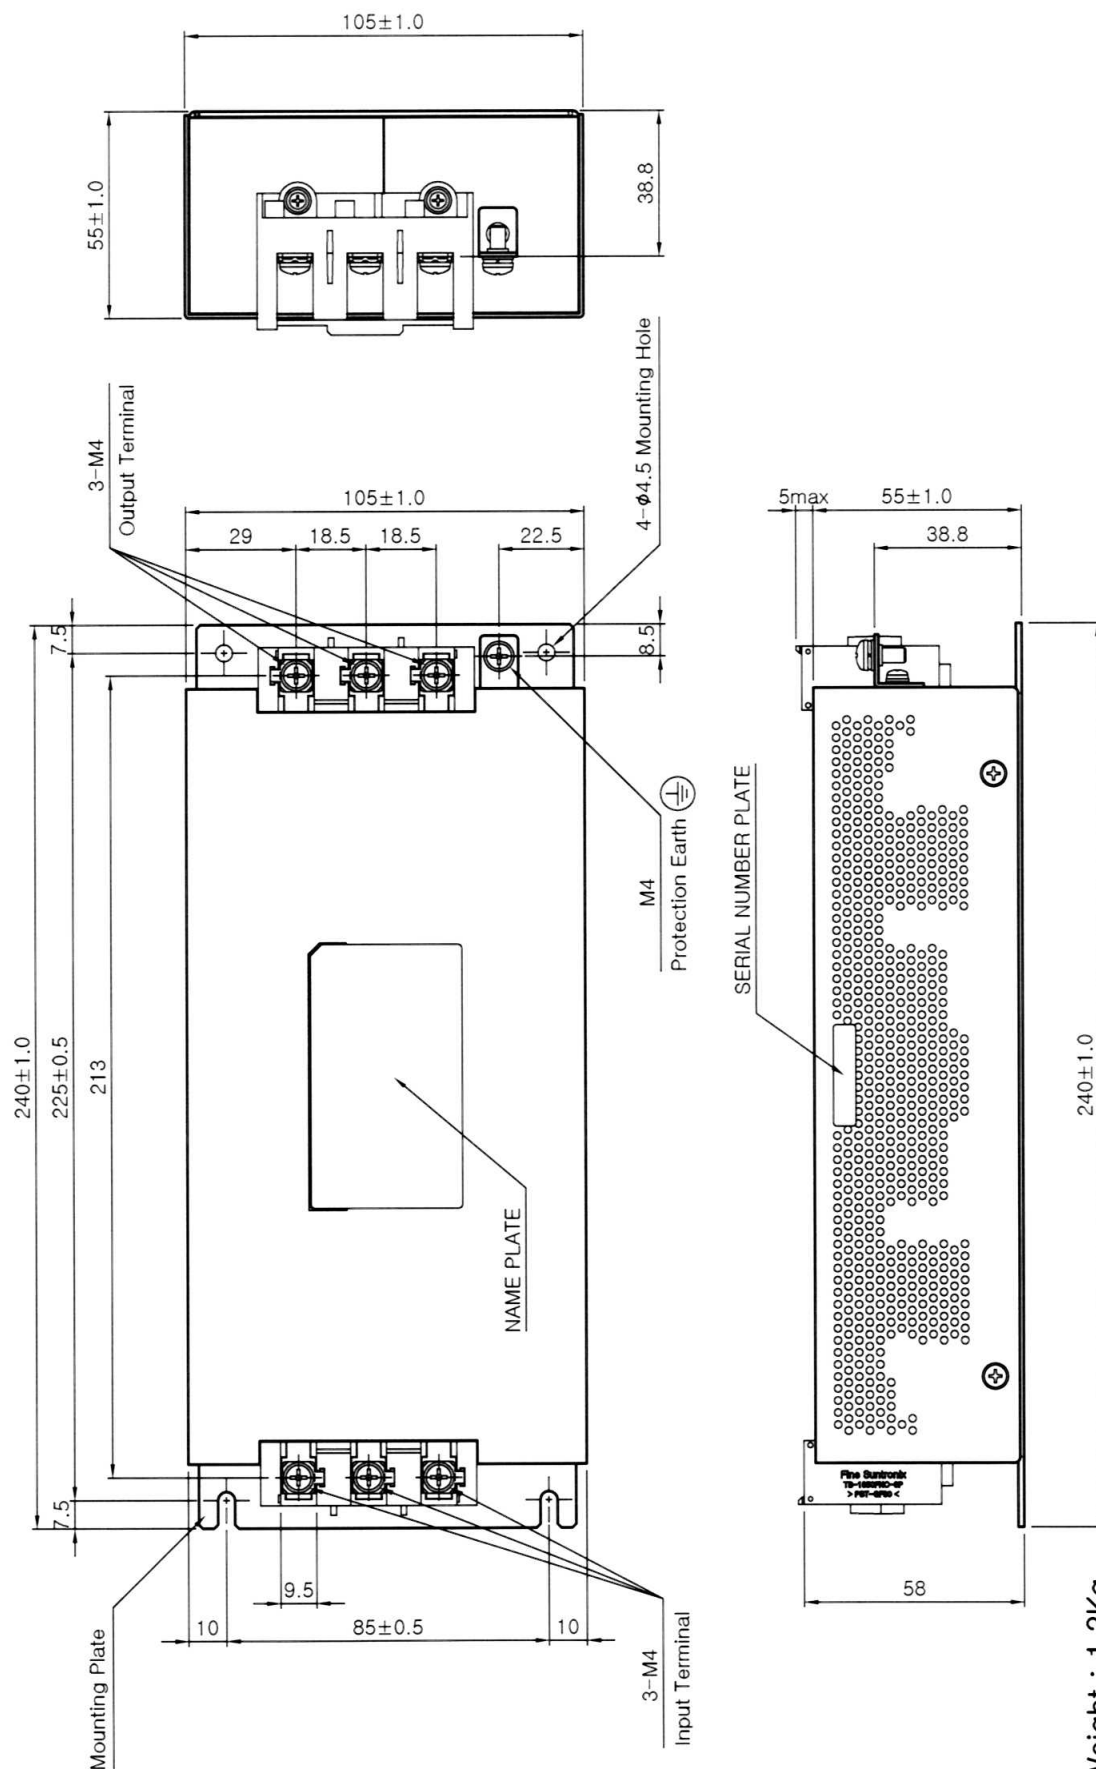 105±1.0
55±1.0
38.8
3-M4
Output Terminal
4-ϕ4.5 Mounting Hole
105±1.0
29
18.5
18.5
22.5
7.5
8.5
240±1.0
225±0.5
213
M4
Protection Earth
NAME PLATE
7.5
9.5
10
85±0.5
10
Mounting Plate
3-M4
Input Terminal
5max
55±1.0
38.8
SERIAL NUMBER PLATE
240±1.0
Fine Suntronix
58
: 1.2Kg